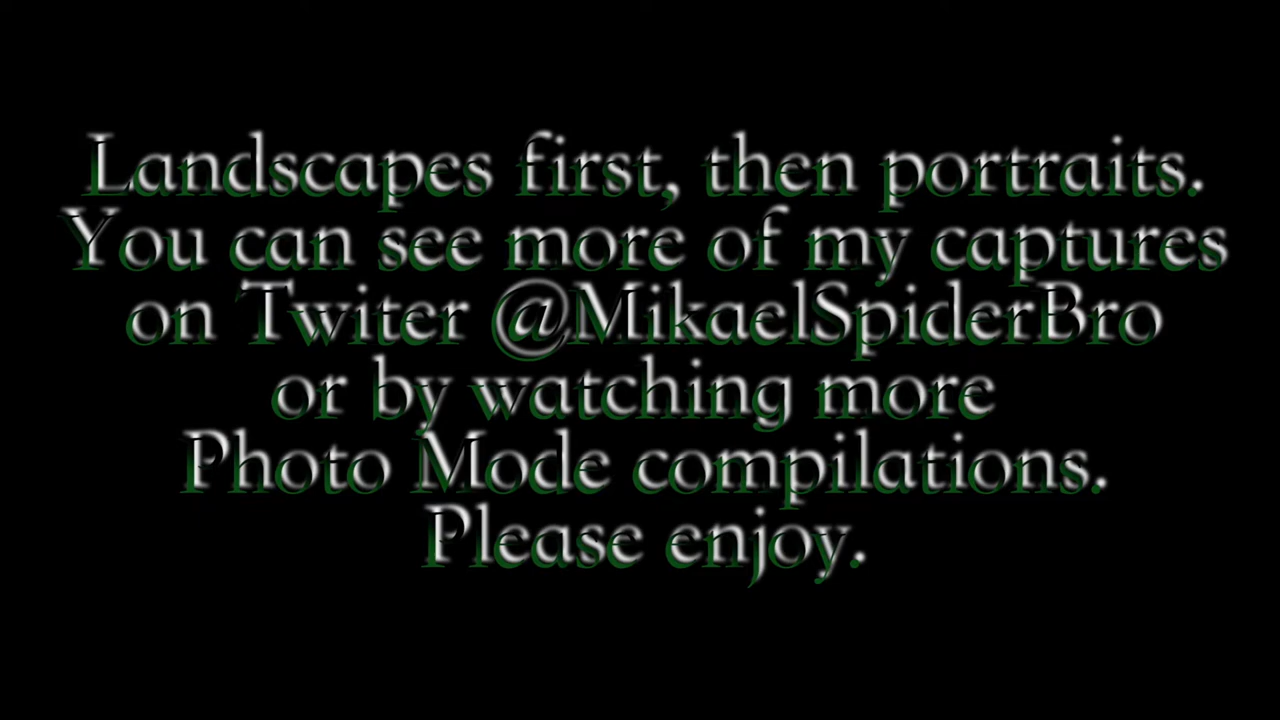 Landscapes first, then portraits.
You can see more of my captures
on Twiter @MikaelSpiderBro
or by watching more
Photo Mode compilations.
Please enjoy.